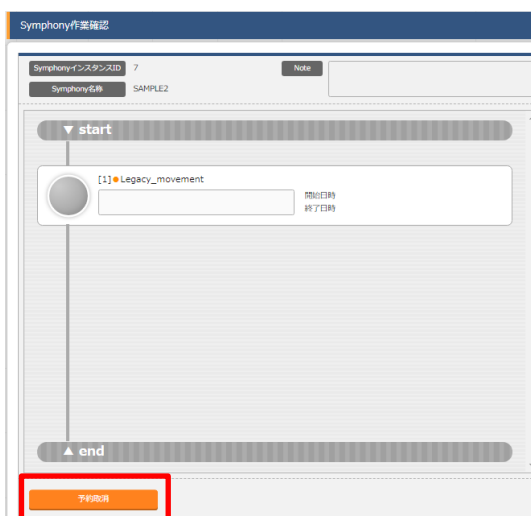 Symphony作業確認
SymphonyインスタンスID 7 Note
Symphony名称 SAMPLE2
▼ start
[1]●Legacy_movement
開始日時
終了日時
▲ end
予約取消